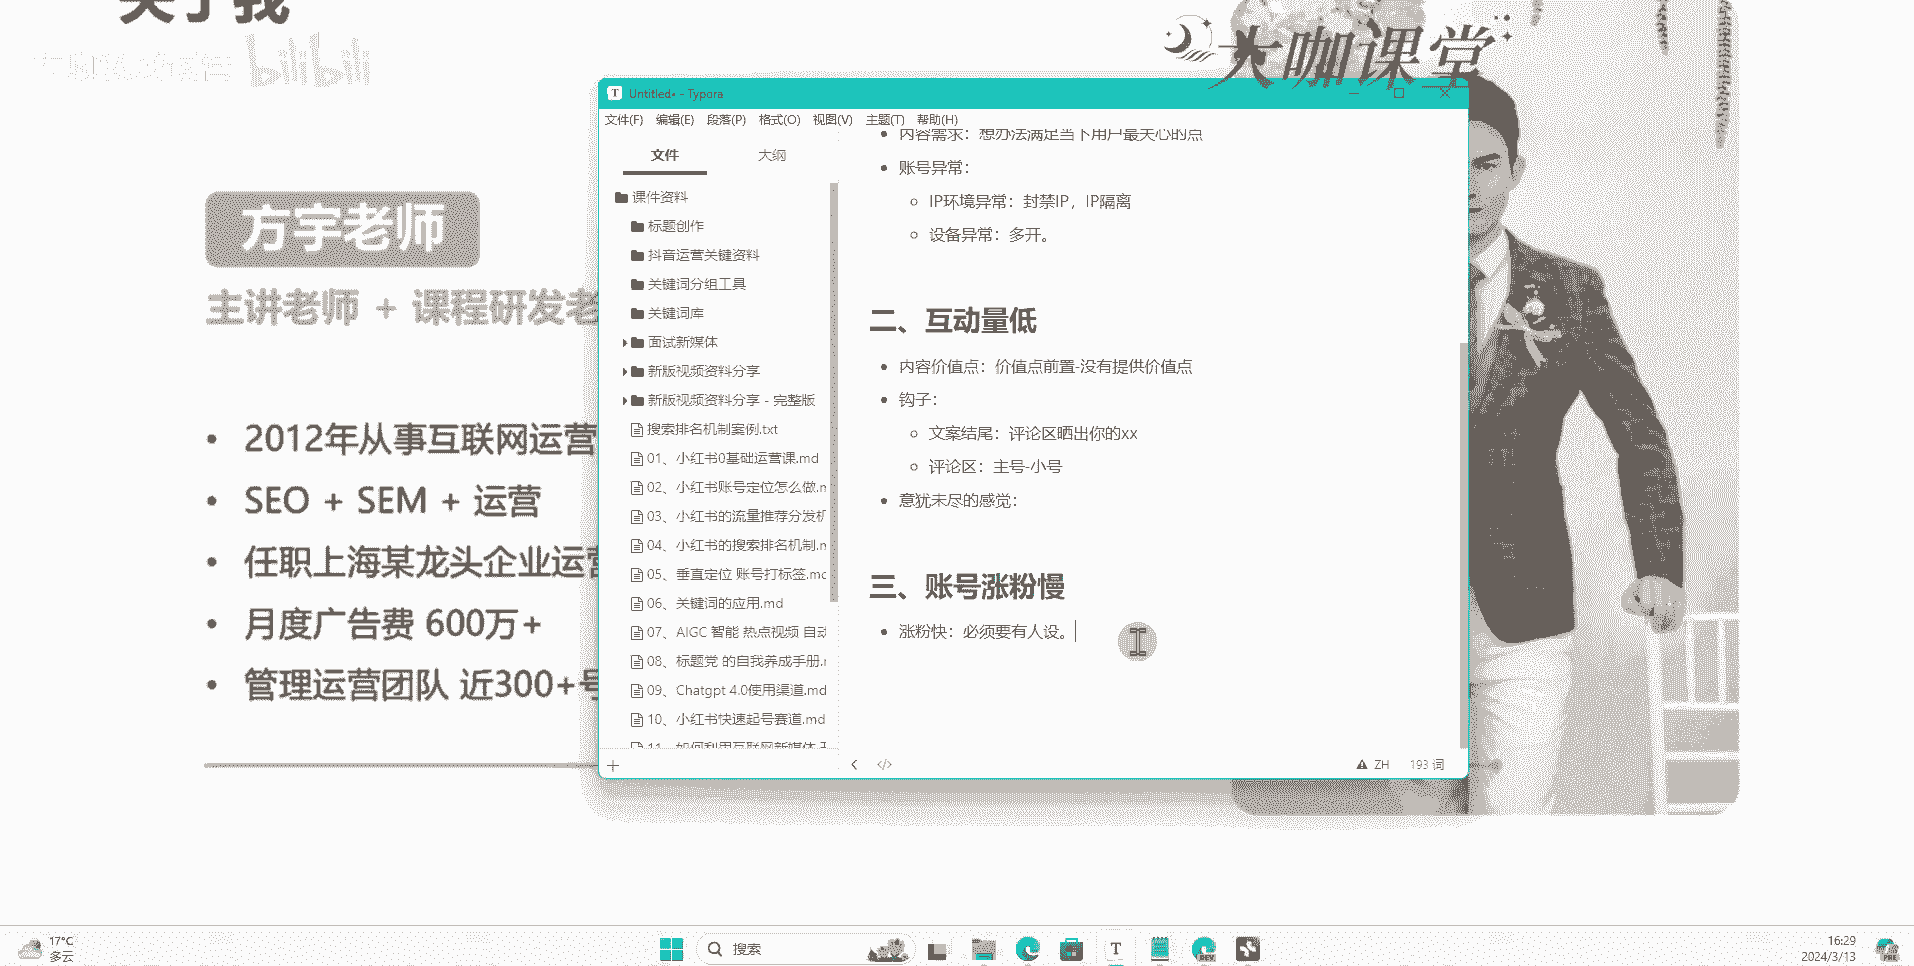 关于我
bilibili
大咖课堂
方宇老师
主讲老师 + 课程研发老
2012年从事互联网运营
SEO + SEM + 运营
任职上海某龙头企业运营
月度广告费 600万+
管理运营团队 近300+号
Untitled• - Typora
文件(F) 编辑(E) 段落(P) 格式(O) 视图(V) 主题(T) 帮助(H)
文件 大纲
课件资料
标题创作
抖音运营关键资料
关键词分组工具
关键词库
面试新媒体
新版视频资料分享
新版视频资料分享 - 完整版
搜索排名机制案例.txt
01、小红书0基础运营课.md
02、小红书账号定位怎么做.m
03、小红书的流量推荐分发机
04、小红书的搜索排名机制.m
05、垂直定位 账号打标签.md
06、关键词的应用.md
07、AIGC 智能 热点视频 自动
08、标题党 的自我养成手册.m
09、Chatgpt 4.0使用渠道.md
10、小红书快速起号赛道.md
11、如何利用互联网新媒体
内容需求：想办法满足当下用户最关心的点
账号异常：
IP环境异常：封禁IP，IP隔离
设备异常：多开。
二、互动量低
内容价值点：价值点前置-没有提供价值点
钩子：
文案结尾：评论区晒出你的xx
评论区：主号-小号
意犹未尽的感觉：
三、账号涨粉慢
涨粉快：必须要有人设。
ZH 193 词
17°C
多云
搜索
16:29
2024/3/13